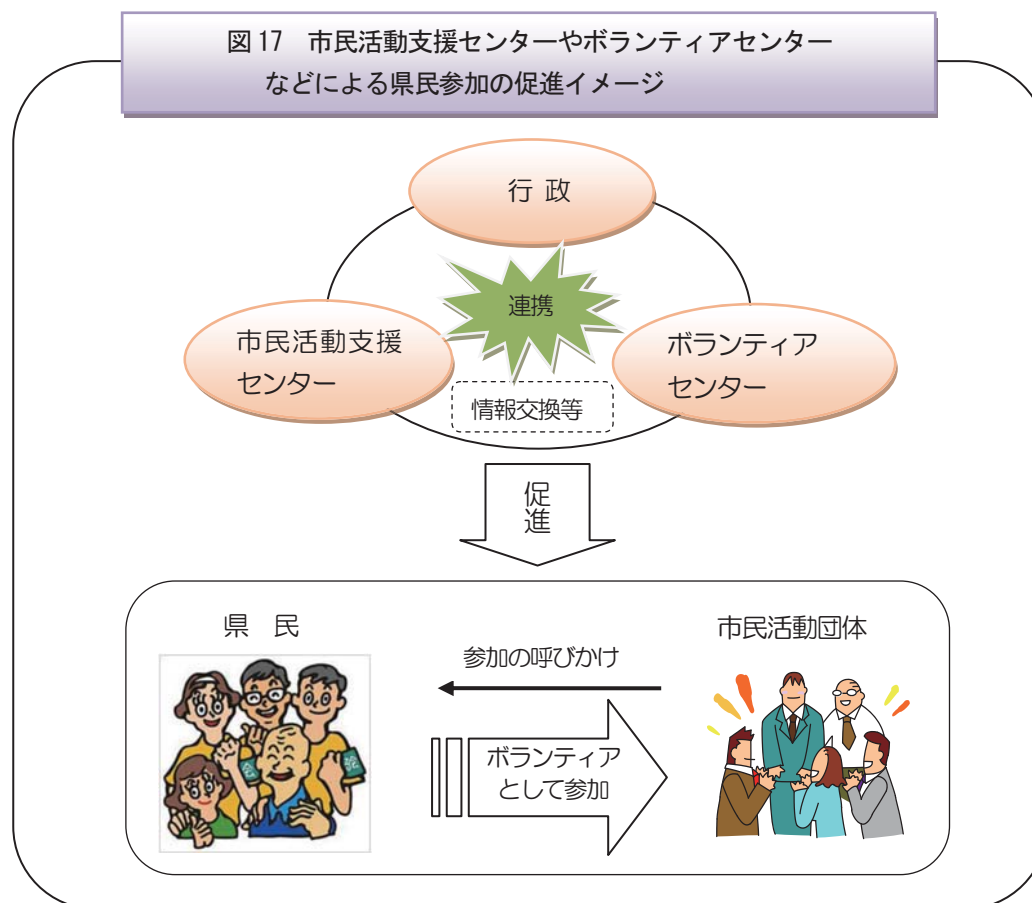 図17 市民活動支援センターやボランティアセンター
などによる県民参加の促進イメージ
行 政
連携
市民活動支援
センター
ボランティア
センター
情報交換等
促
進
県 民
市民活動団体
参加の呼びかけ
ボランティア
として参加